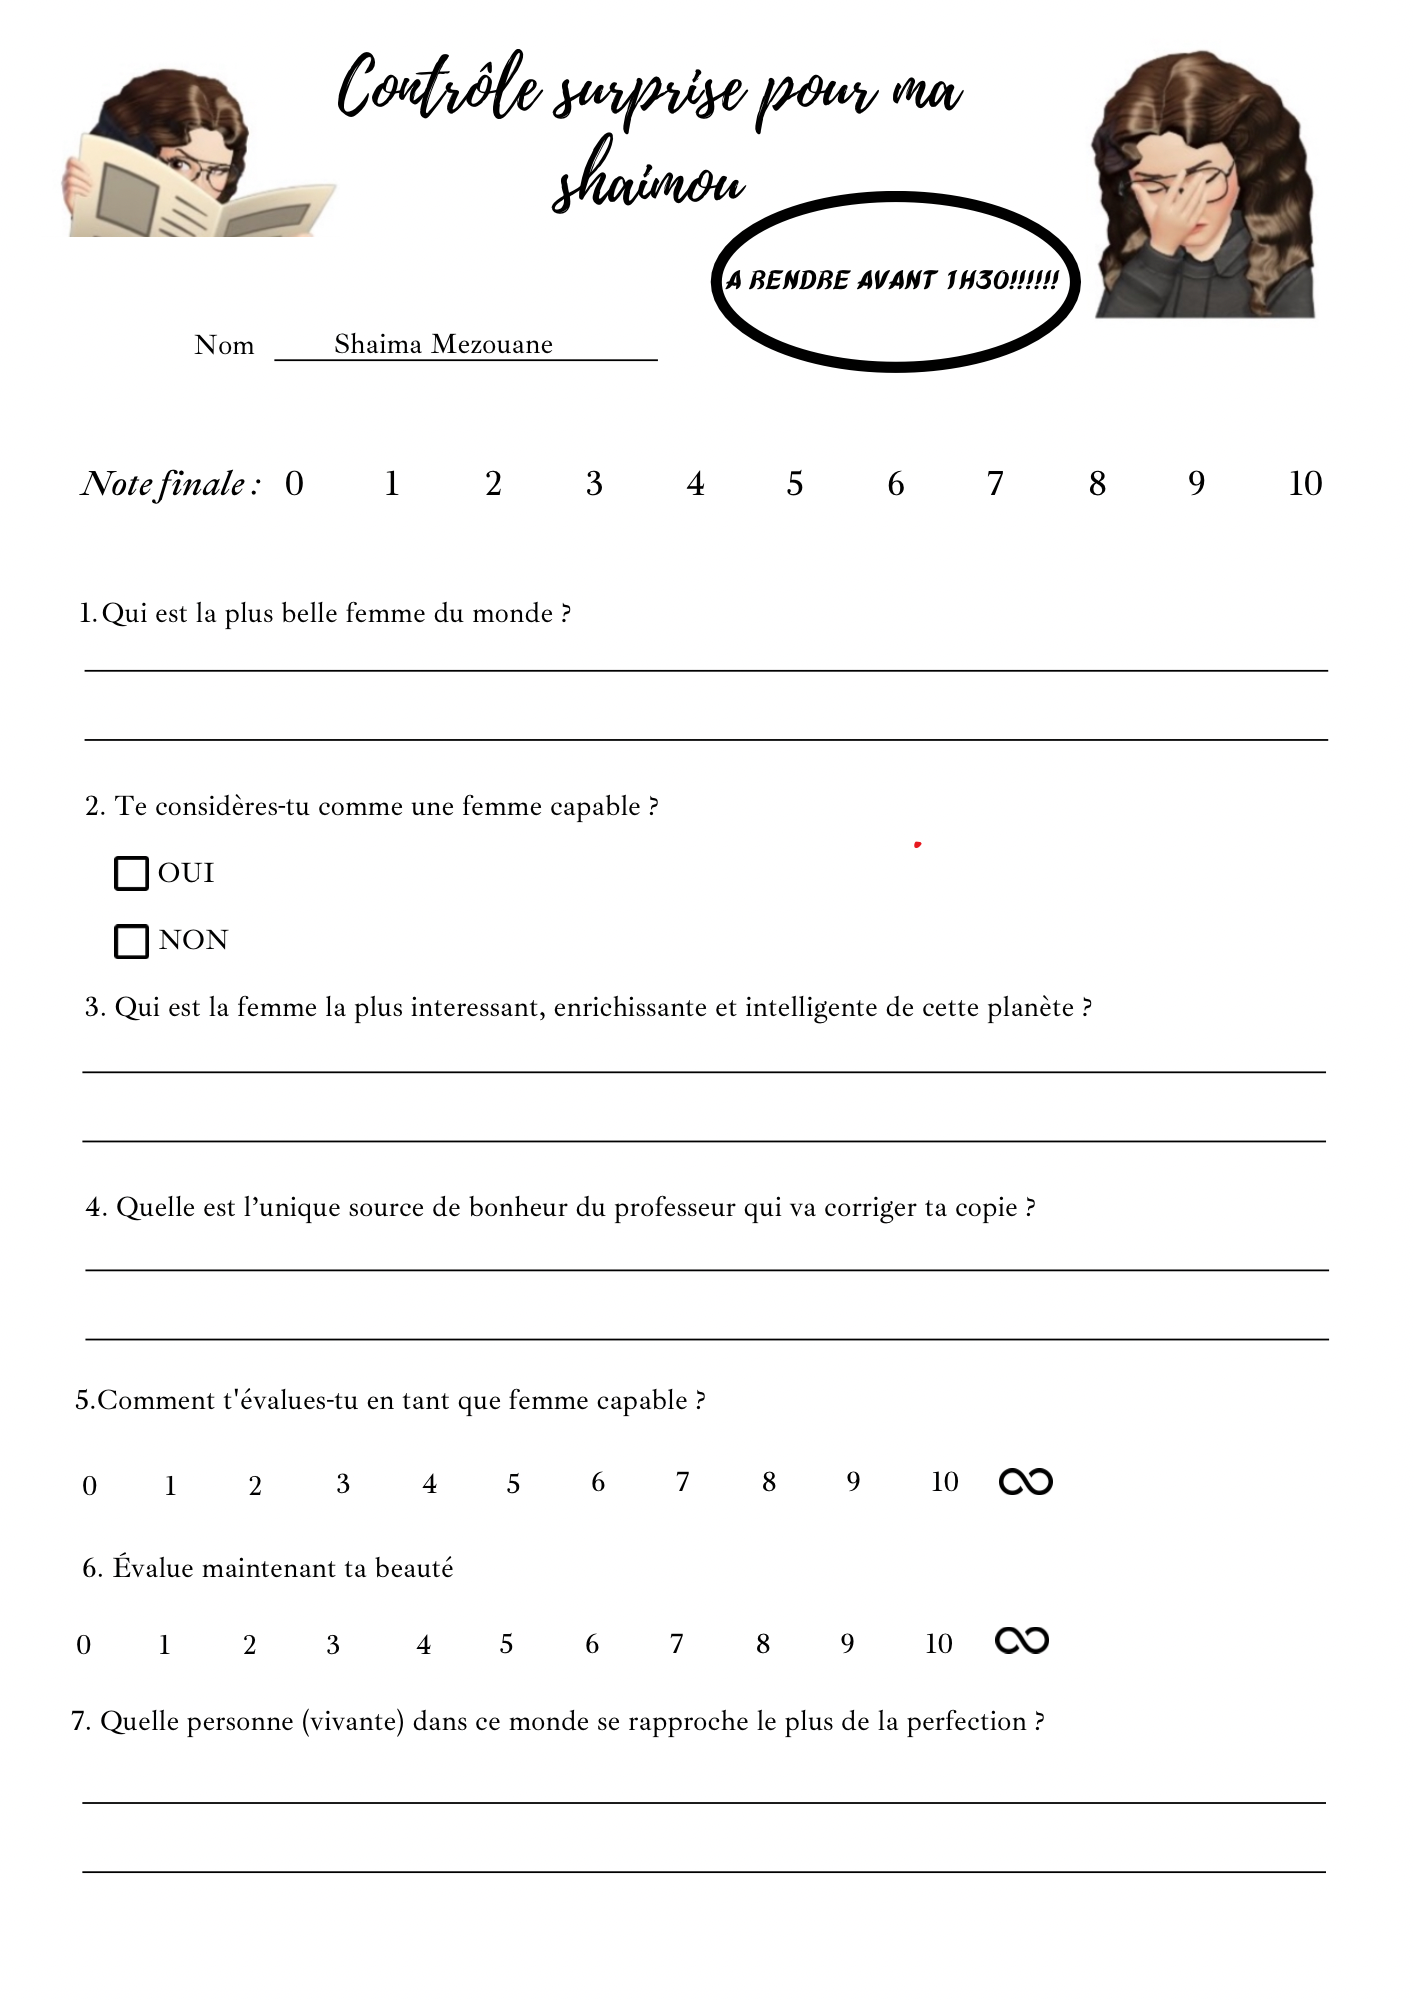 Contrôle surprise pour ma
shaimou
A RENDRE AVANT 1H30!!!!!!
Nom Shaima Mezouane
Note finale : 0 1 2 3 4 5 6 7 8 9 10
1. Qui est la plus belle femme du monde ?
2. Te considères-tu comme une femme capable ?
OUI
NON
3. Qui est la femme la plus interessant, enrichissante et intelligente de cette planète ?
4. Quelle est l’unique source de bonheur du professeur qui va corriger ta copie ?
5.Comment t'évalues-tu en tant que femme capable ?
0 1 2 3 4 5 6 7 8 9 10 ∞
6. Évalue maintenant ta beauté
0 1 2 3 4 5 6 7 8 9 10 ∞
7. Quelle personne (vivante) dans ce monde se rapproche le plus de la perfection ?